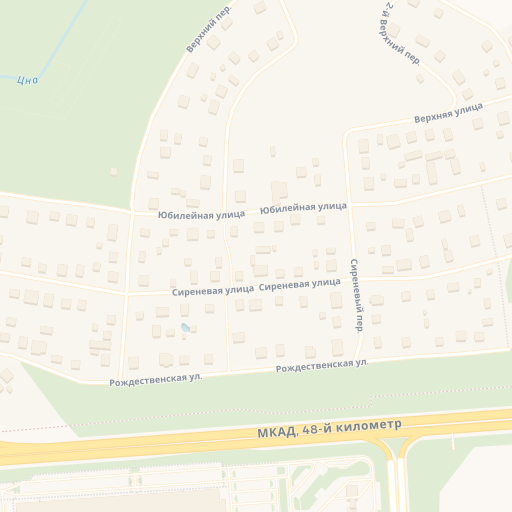 Верхний пер.
2-й Верхний пер.
Цна
Верхняя улица
Юбилейная улица
Юбилейная улица
Сиреневый пер.
Сиреневая улица
Сиреневая улица
Рождественская ул.
Рождественская ул.
МКАД, 48-й километр